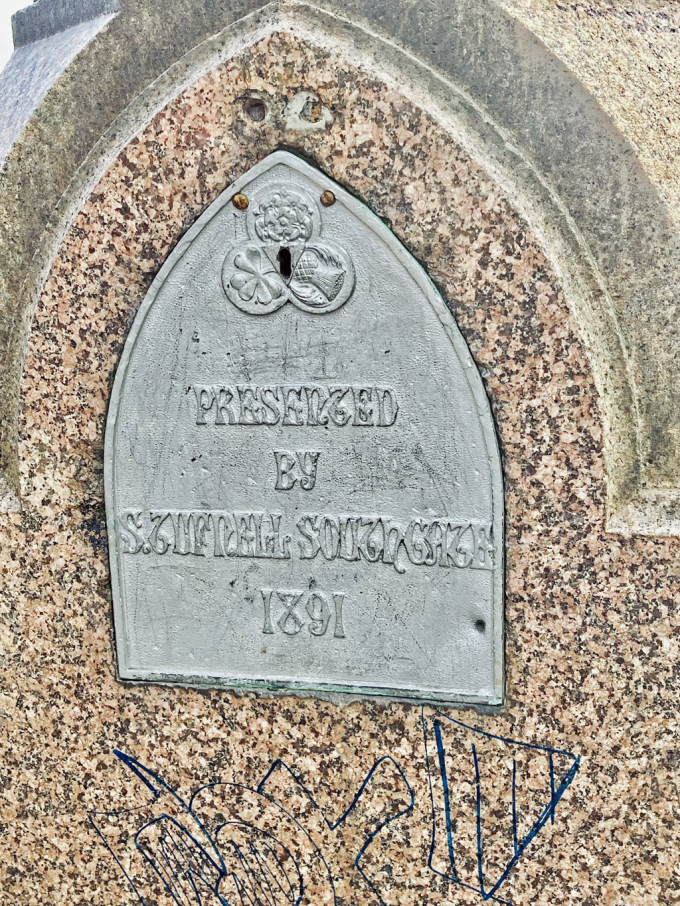 PRESENTED
BY
S. TUFNELL SOUTHGATE
1891